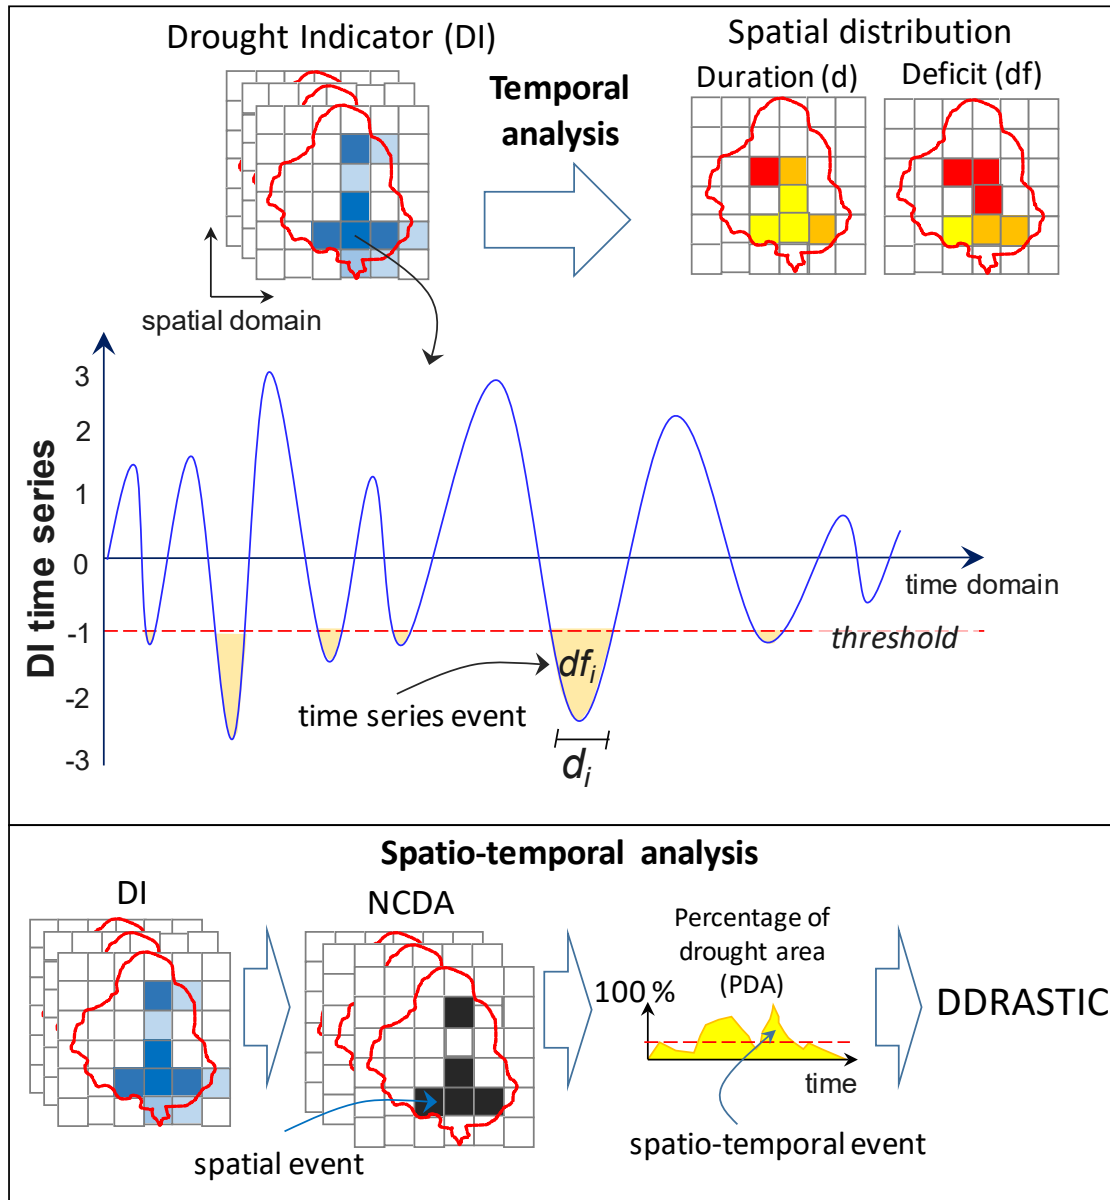 Drought Indicator (DI)
Spatial distribution
Duration (d)
Deficit (df)
Temporal
analysis
spatial domain
DI time series
3
2
1
0
-1
-2
-3
time domain
threshold
df_i
time series event
d_i
Spatio-temporal analysis
DI
NCDA
Percentage of
drought area
(PDA)
100 %
DDRASTIC
time
spatio-temporal event
spatial event